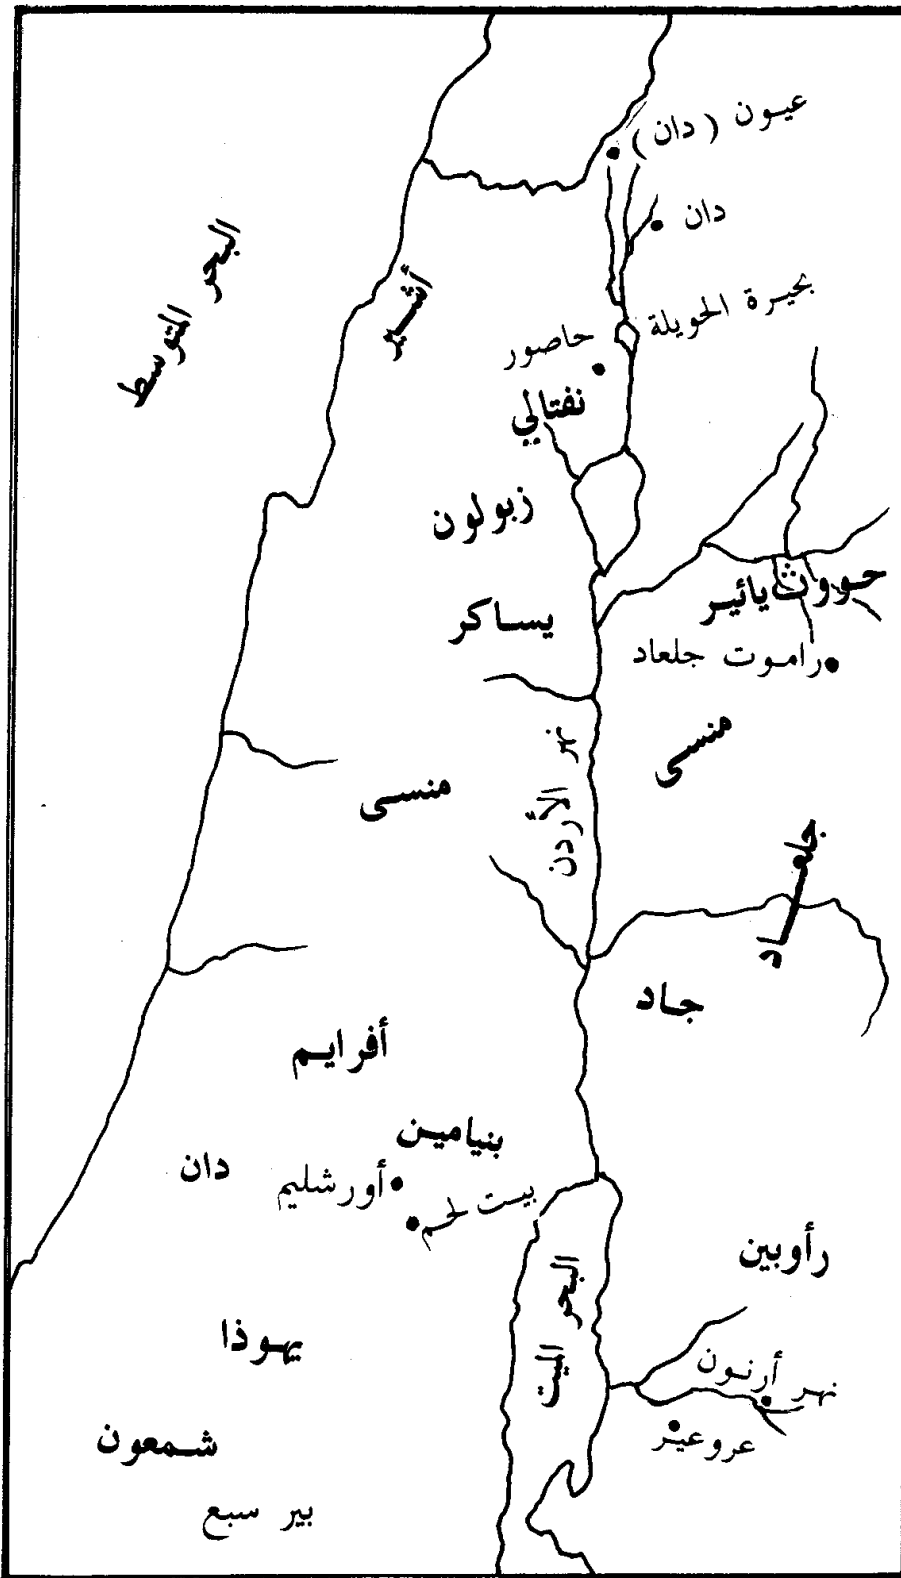 عيون (دان)
دان
البحر المتوسط
بحيرة الحويلة
أشير
حاصور
نفتالي
زبولون
حووث يائير
يساكر
راموت جلعاد
منسى
نهر الأردن
منسى
جلعاد
جاد
أفرايم
بنيامين
دان
أورشليم
بيت لحم
رأوبين
البحر الميت
يهوذا
نهر أرنون
عروعير
شمعون
بير سبع